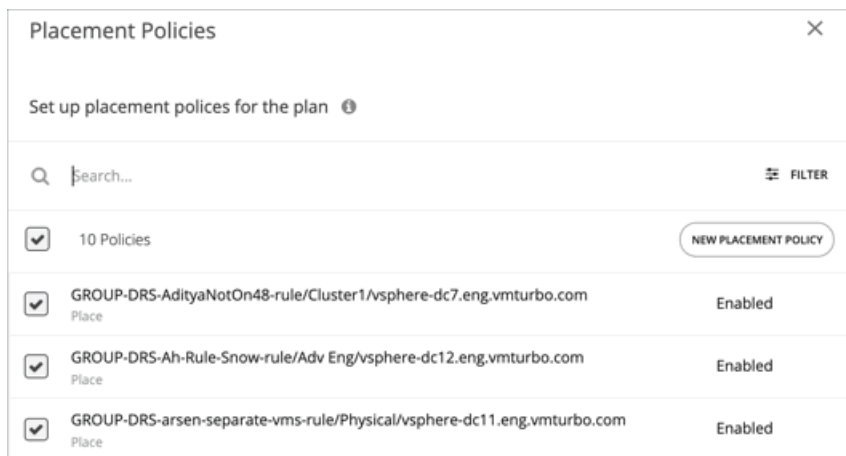 Placement Policies
Set up placement polices for the plan
Search...
FILTER
10 Policies
NEW PLACEMENT POLICY
GROUP-DRS-AdityaNotOn48-rule/Cluster1/vsphere-dc7.eng.vmturbo.com
Place
Enabled
GROUP-DRS-Ah-Rule-Snow-rule/Adv Eng/vsphere-dc12.eng.vmturbo.com
Place
Enabled
GROUP-DRS-arsen-separate-vms-rule/Physical/vsphere-dc11.eng.vmturbo.com
Place
Enabled